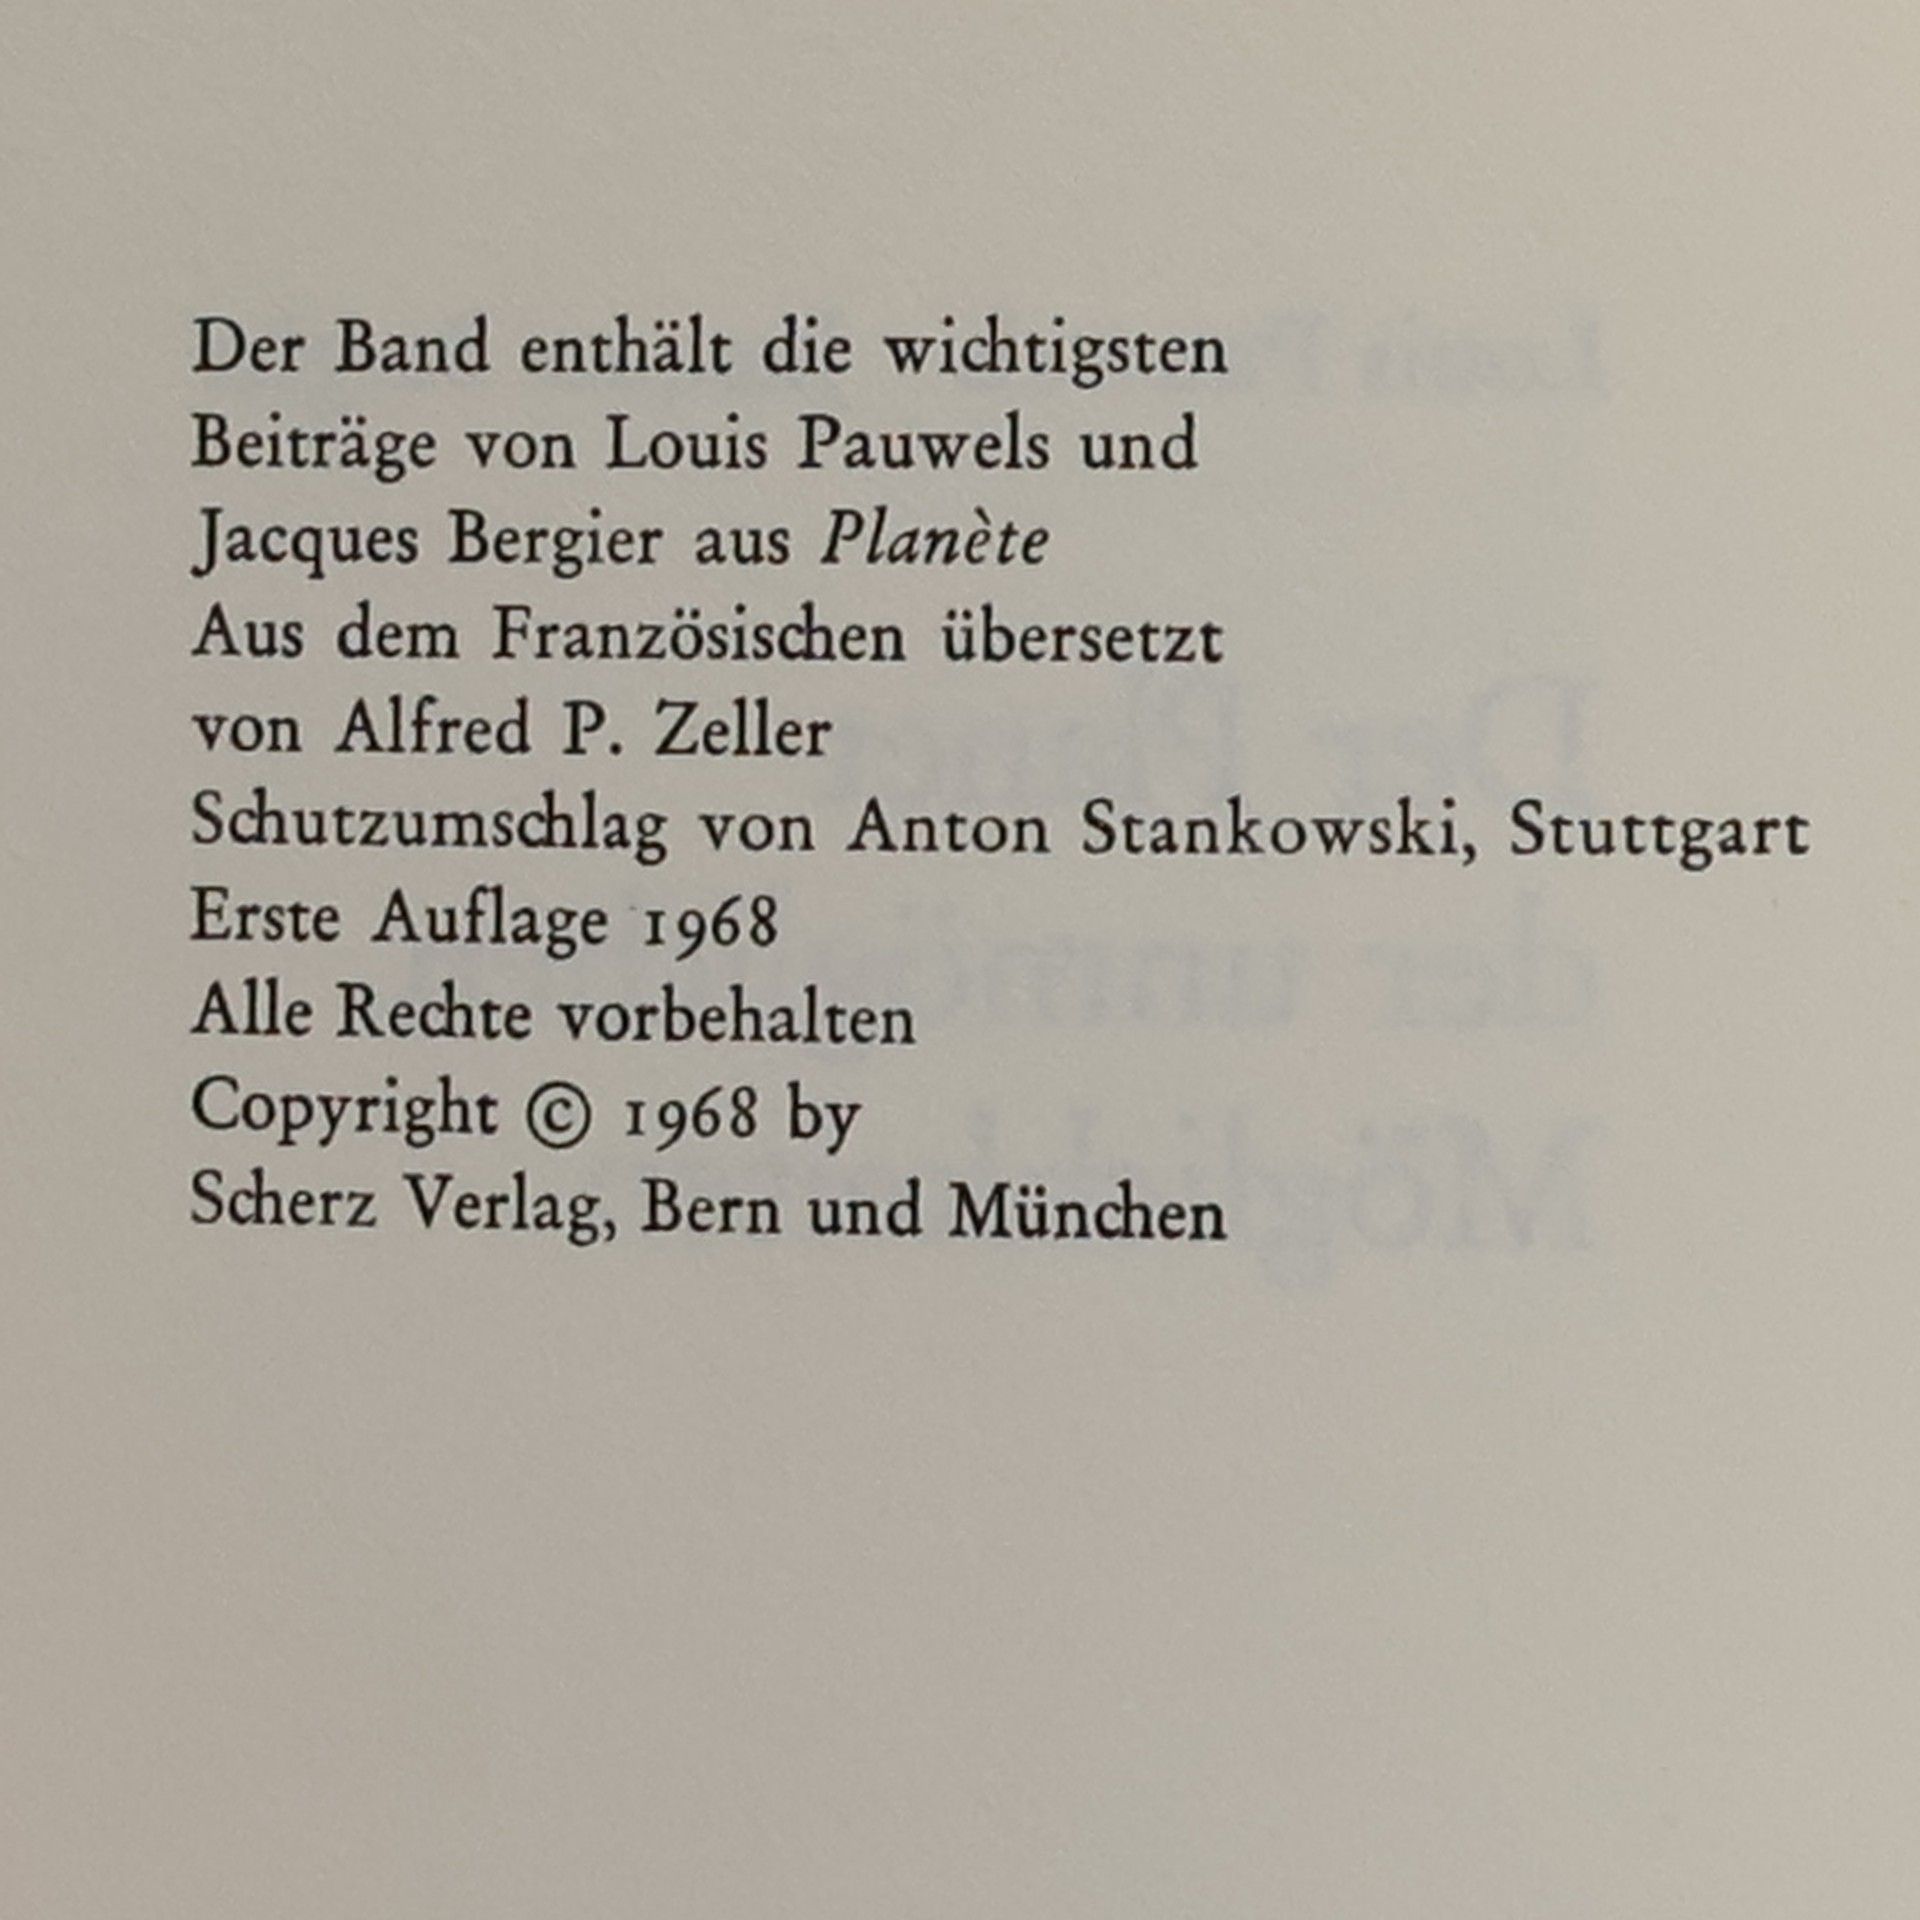 Der Band enthält die wichtigsten
Beiträge von Louis Pauwels und
Jacques Bergier aus Planète
Aus dem Französischen übersetzt
von Alfred P. Zeller
Schutzumschlag von Anton Stankowski, Stuttgart
Erste Auflage 1968
Alle Rechte vorbehalten
Copyright © 1968 by
Scherz Verlag, Bern und München